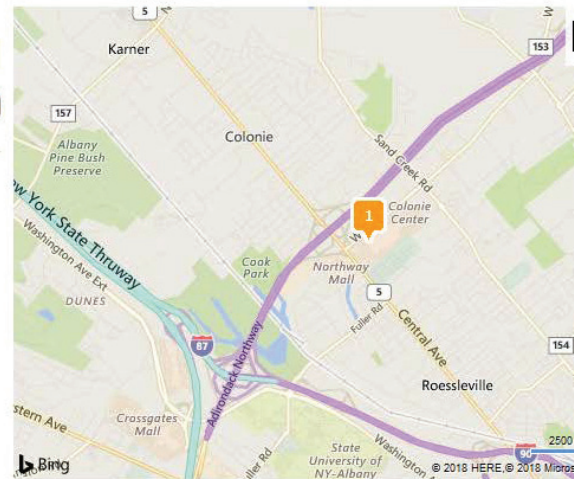 5
Karner
153
157
Colonie
Albany
Pine Bush
Preserve
Sand Creek Rd
1
Colonie
Center
W
New York State Thruway
Washington Ave Ext
Cook
Park
Northway
Mall
5
DUNES
Fuller Rd
Central Ave
87
Adirondack Northway
154
Roessleville
Crossgates
Mall
Western Ave
State
University of
NY-Albany
Washington Ave
90
2500
Fuller Rd
Bing
© 2018 HERE, © 2018 Micros